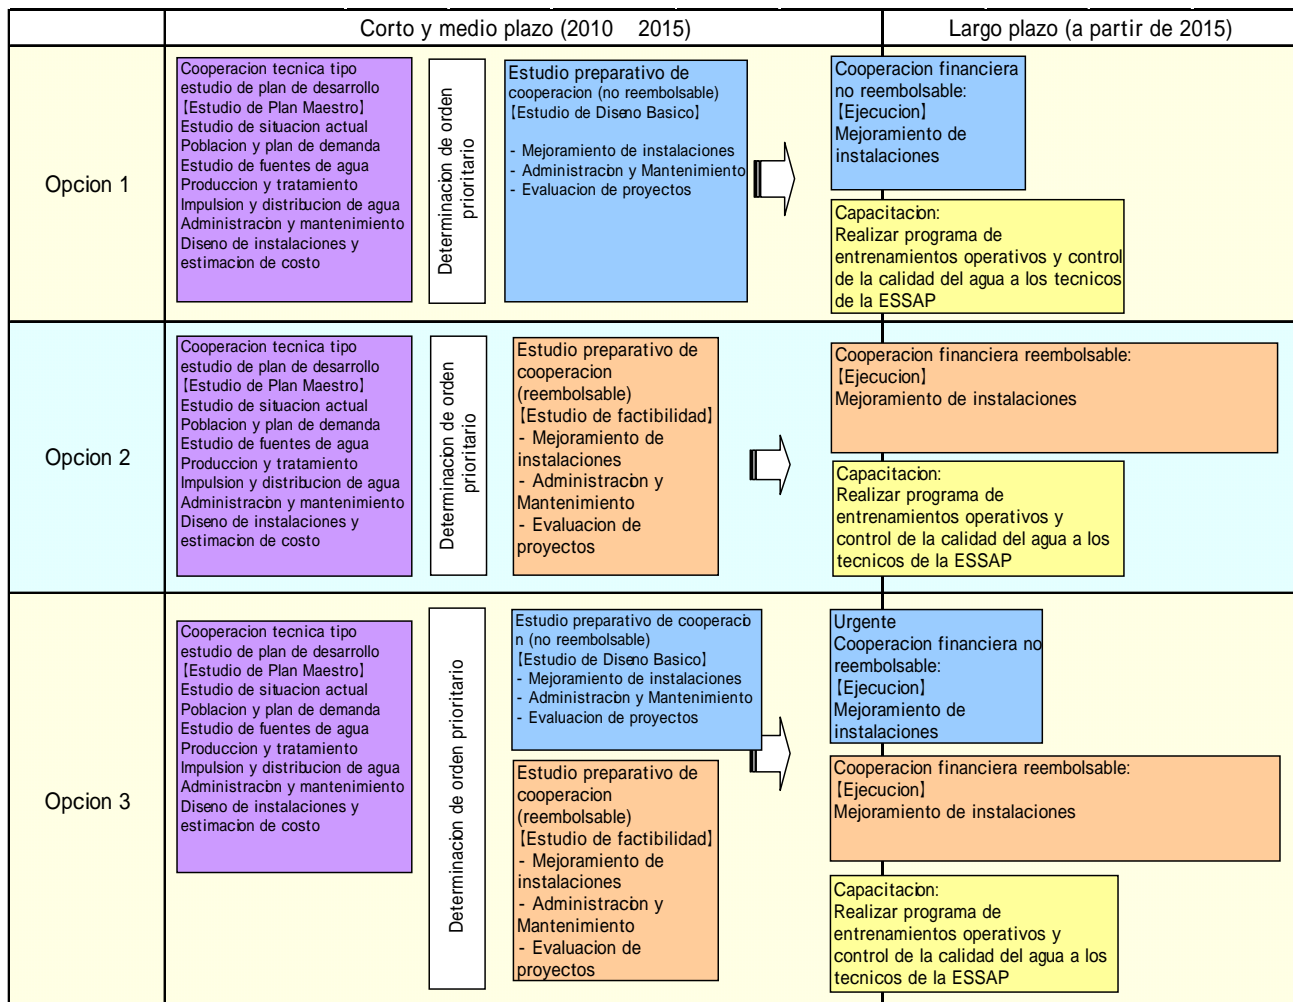 Corto y medio plazo (2010 2015)
Largo plazo (a partir de 2015)
Opcion 1
Cooperacion tecnica tipo
estudio de plan de desarrollo
【Estudio de Plan Maestro】
Estudio de situacion actual
Poblacion y plan de demanda
Estudio de fuentes de agua
Produccion y tratamiento
Impulsion y distribucion de agua
Administracion y mantenimiento
Diseno de instalaciones y
estimacion de costo
Determinacion de orden
prioritario
Estudio preparativo de
cooperacion (no reembolsable)
【Estudio de Diseno Basico】
- Mejoramiento de instalaciones
- Administracion y Mantenimiento
- Evaluacion de proyectos
Cooperacion financiera
no reembolsable:
【Ejecucion】
Mejoramiento de
instalaciones
Capacitacion:
Realizar programa de
entrenamientos operativos y control
de la calidad del agua a los tecnicos
de la ESSAP
Opcion 2
Cooperacion tecnica tipo
estudio de plan de desarrollo
【Estudio de Plan Maestro】
Estudio de situacion actual
Poblacion y plan de demanda
Estudio de fuentes de agua
Produccion y tratamiento
Impulsion y distribucion de agua
Administracion y mantenimiento
Diseno de instalaciones y
estimacion de costo
Determinacion de orden
prioritario
Estudio preparativo de
cooperacion
(reembolsable)
【Estudio de factibilidad】
- Mejoramiento de
instalaciones
- Administracion y
Mantenimiento
- Evaluacion de
proyectos
Cooperacion financiera reembolsable:
【Ejecucion】
Mejoramiento de instalaciones
Capacitacion:
Realizar programa de
entrenamientos operativos y
control de la calidad del agua a los
tecnicos de la ESSAP
Opcion 3
Cooperacion tecnica tipo
estudio de plan de desarrollo
【Estudio de Plan Maestro】
Estudio de situacion actual
Poblacion y plan de demanda
Estudio de fuentes de agua
Produccion y tratamiento
Impulsion y distribucion de agua
Administracion y mantenimiento
Diseno de instalaciones y
estimacion de costo
Determinacion de orden prioritario
Estudio preparativo de cooperacio
n (no reembolsable)
【Estudio de Diseno Basico】
- Mejoramiento de instalaciones
- Administracion y Mantenimiento
- Evaluacion de proyectos
Estudio preparativo de
cooperacion
(reembolsable)
【Estudio de factibilidad】
- Mejoramiento de
instalaciones
- Administracion y
Mantenimiento
- Evaluacion de
proyectos
Urgente
Cooperacion financiera no
reembolsable:
【Ejecucion】
Mejoramiento de
instalaciones
Cooperacion financiera reembolsable:
【Ejecucion】
Mejoramiento de instalaciones
Capacitacion:
Realizar programa de
entrenamientos operativos y
control de la calidad del agua a los
tecnicos de la ESSAP